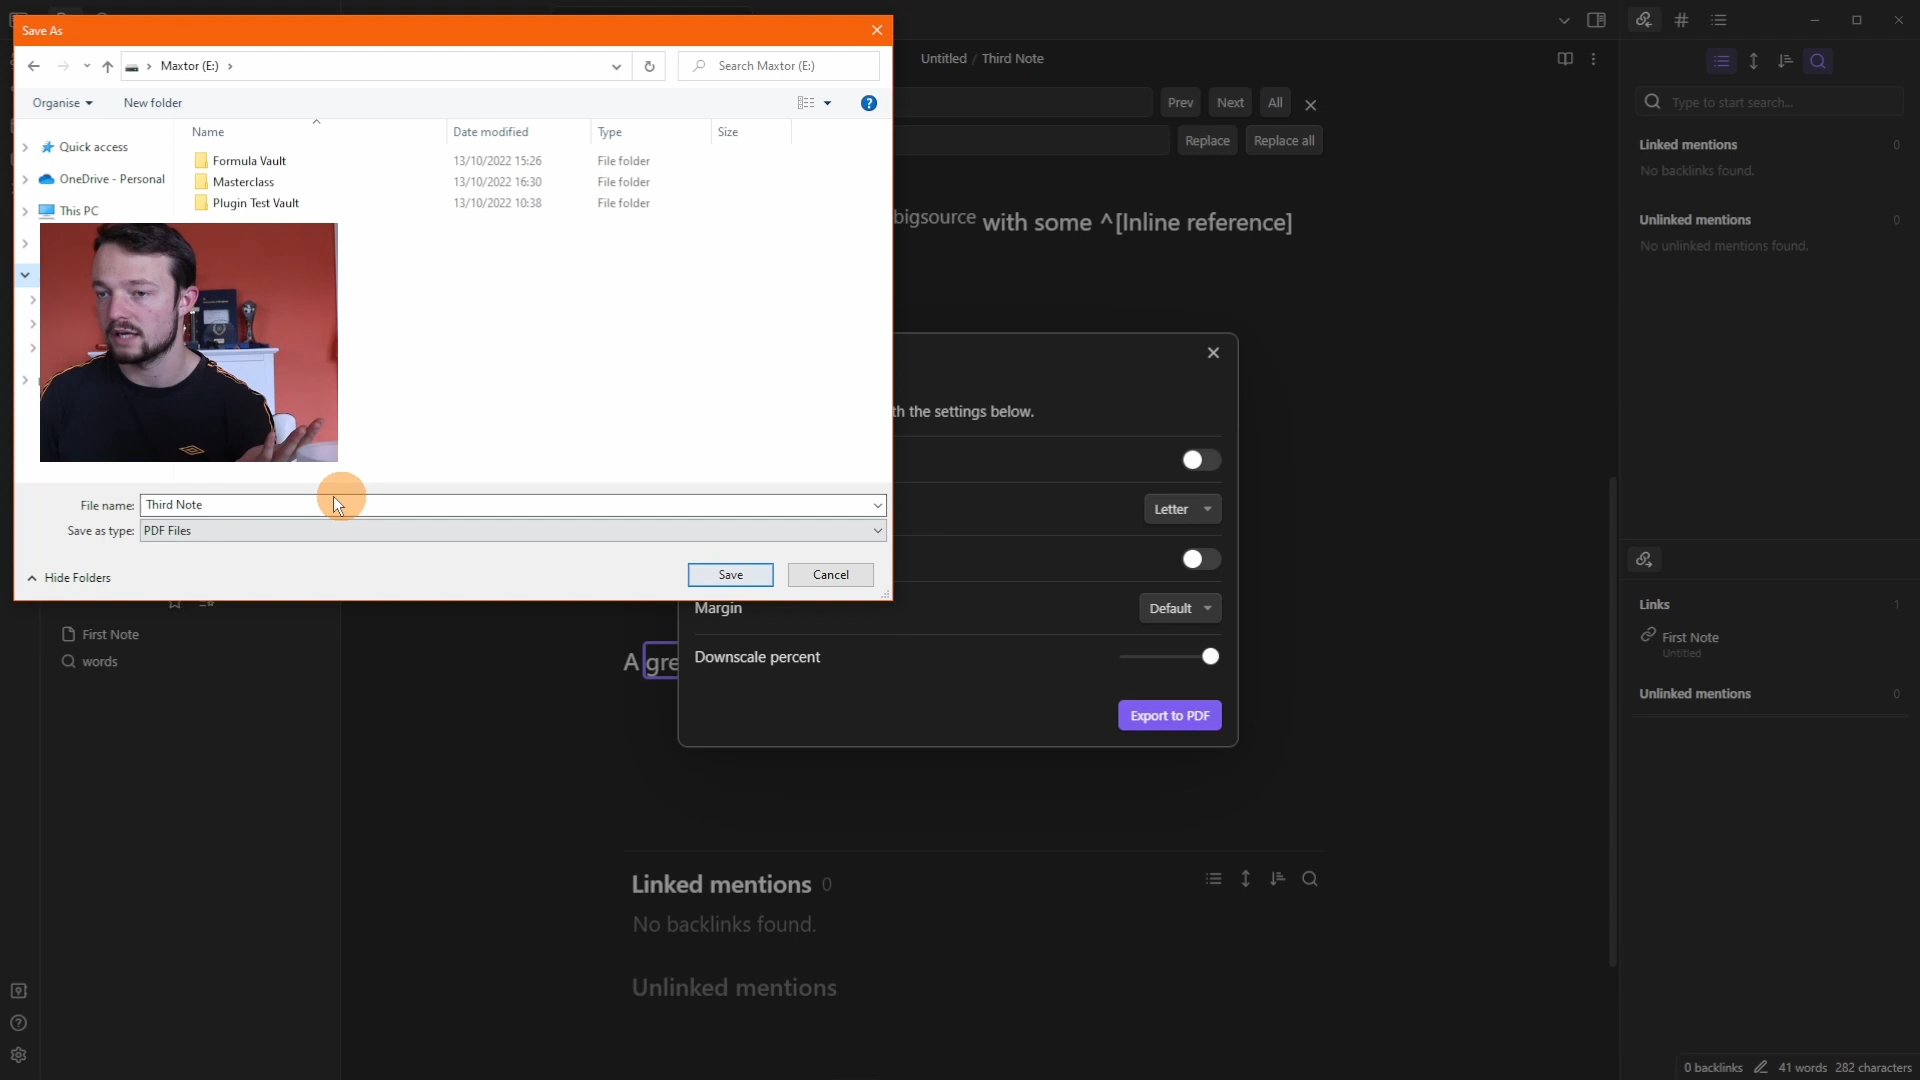 Save As
Maxtor (E:)
Search Maxtor (E:)
Organise
New folder
Name
Date modified
Type
Size
Quick access
OneDrive - Personal
This PC
Formula Vault
13/10/2022 15:26
File folder
Masterclass
13/10/2022 16:30
File folder
Plugin Test Vault
13/10/2022 10:38
File folder
File name:
Third Note
Save as type:
PDF Files
Hide Folders
Save
Cancel
First Note
words
Untitled / Third Note
Prev
Next
All
Replace
Replace all
bigsource with some ^[Inline reference]
th the settings below.
Letter
Margin
Default
Downscale percent
Export to PDF
A gre
Linked mentions 0
No backlinks found.
Unlinked mentions
Type to start search...
Linked mentions
0
No backlinks found.
Unlinked mentions
0
No unlinked mentions found.
Links
1
First Note
Untitled
Unlinked mentions
0
0 backlinks
41 words
282 characters